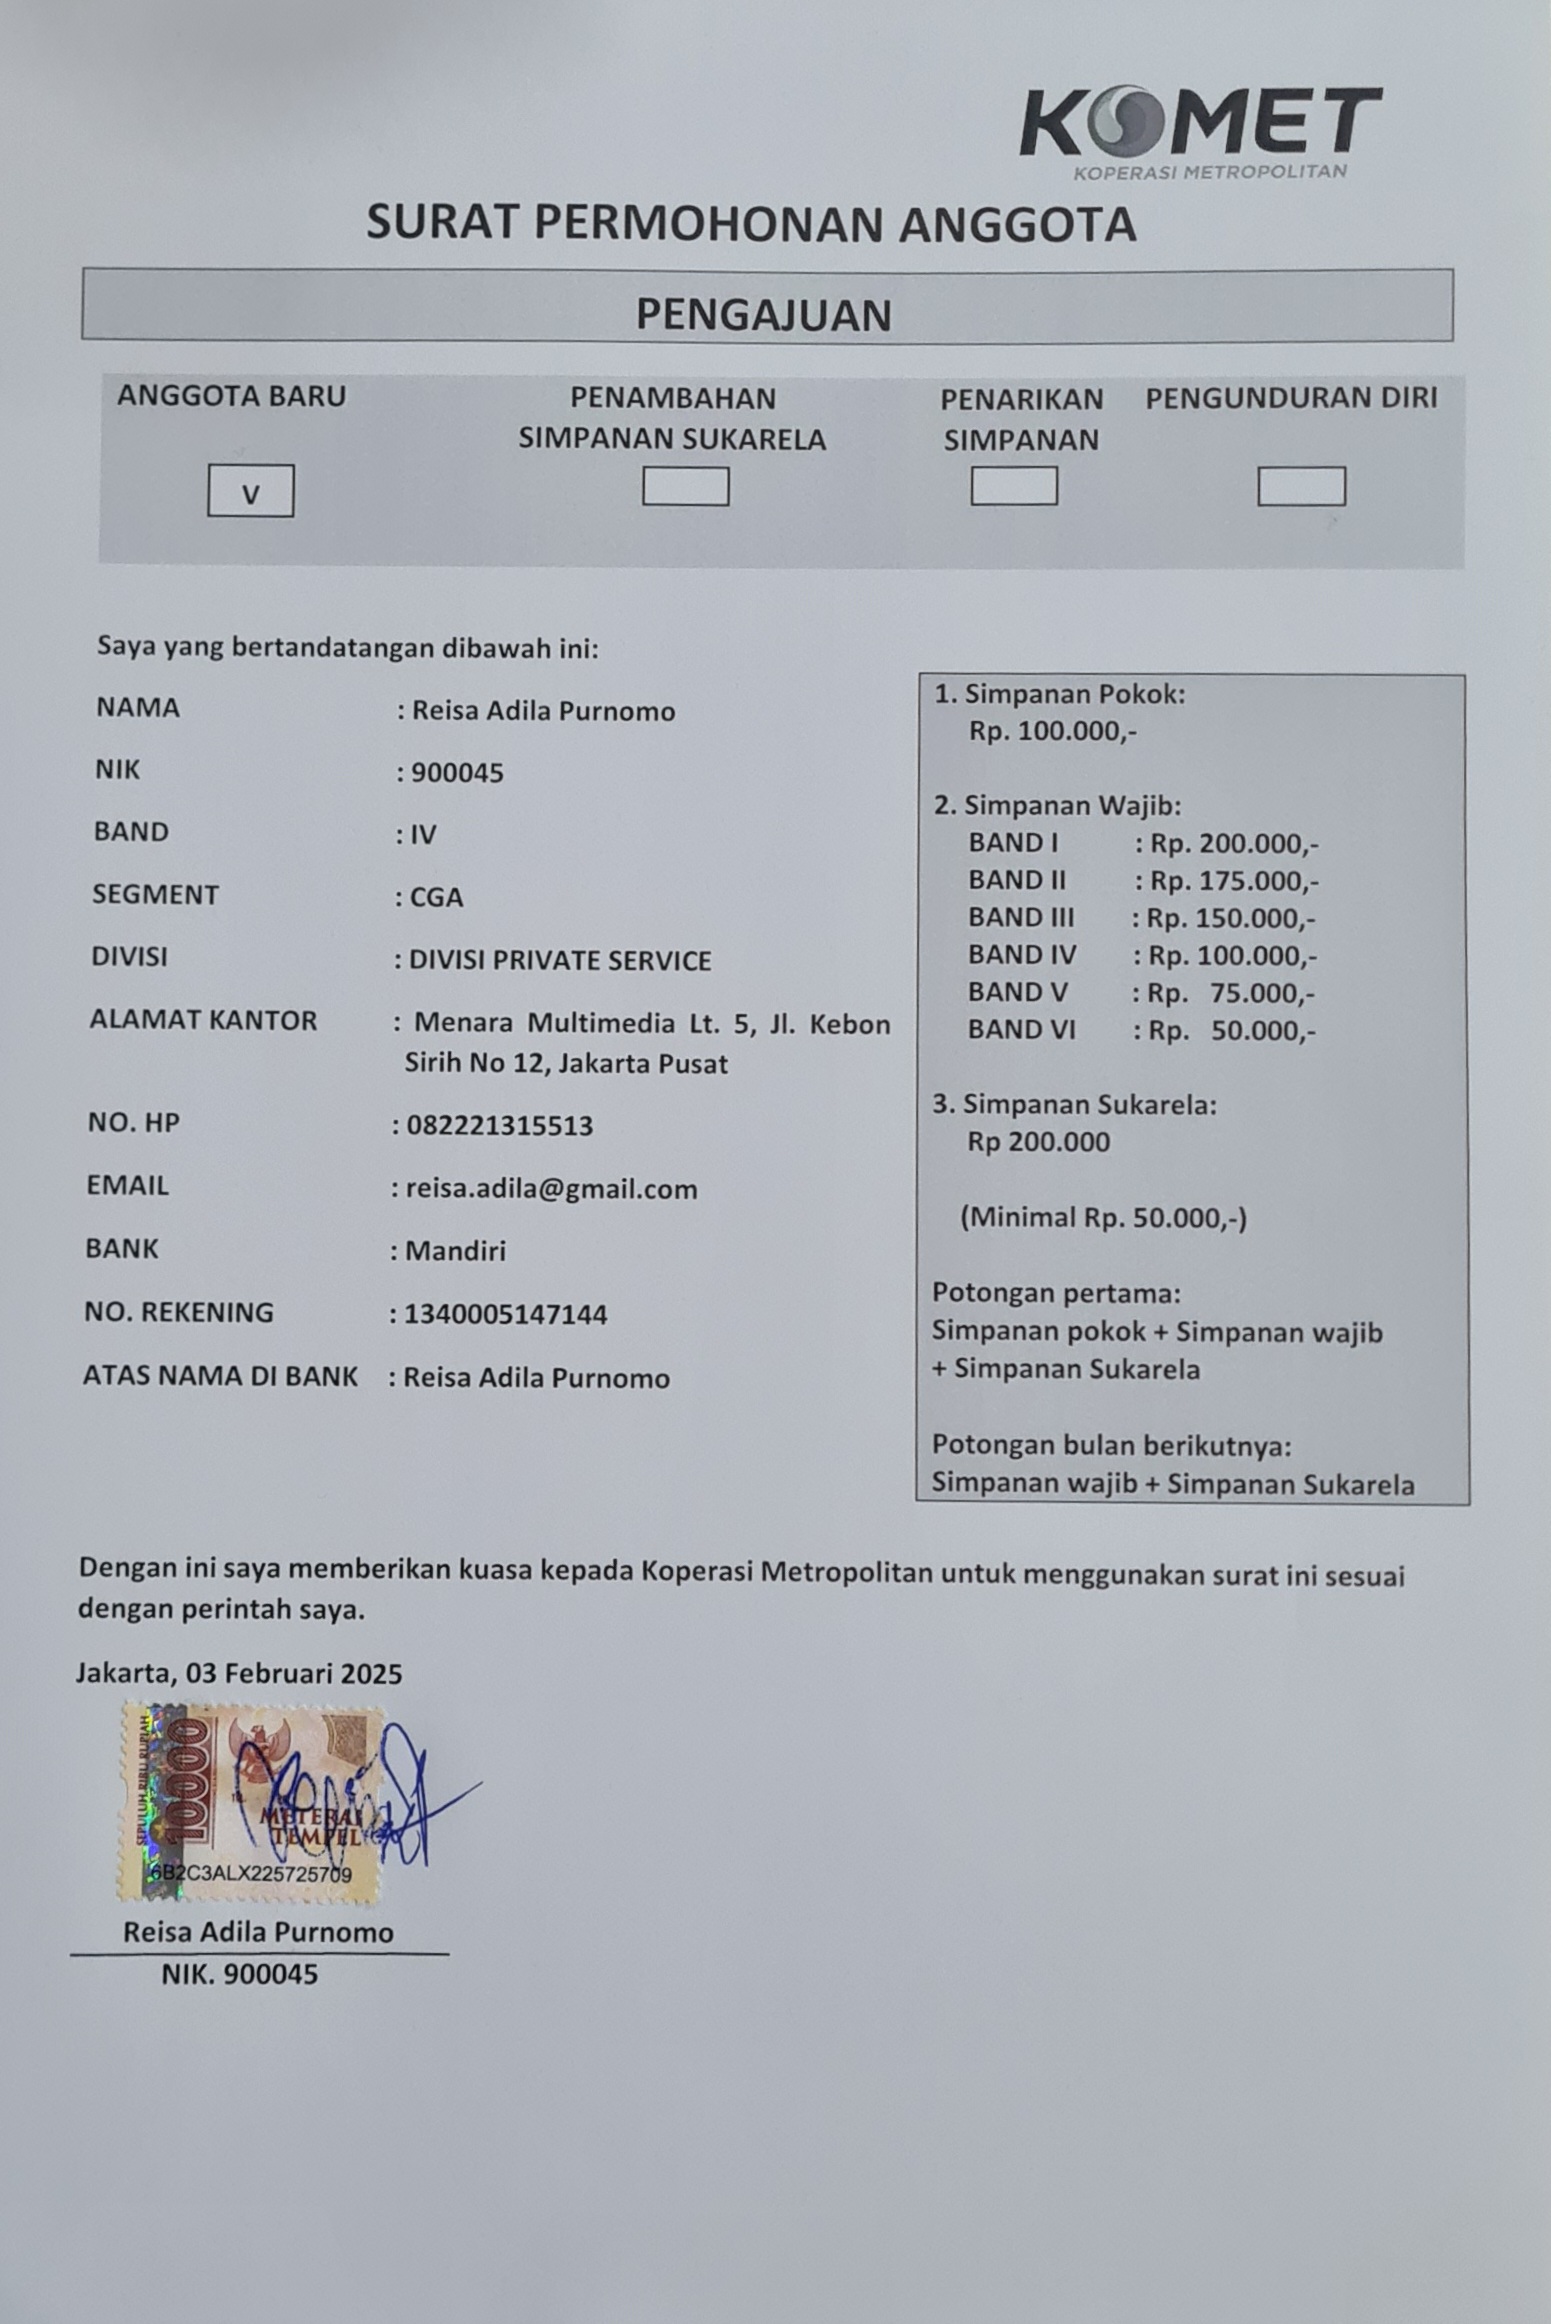 KOMET
KOPERASI METROPOLITAN
SURAT PERMOHONAN ANGGOTA
PENGAJUAN
ANGGOTA BARU
v
PENAMBAHAN
SIMPANAN SUKARELA
PENARIKAN
SIMPANAN
PENGUNDURAN DIRI
Saya yang bertandatangan dibawah ini:
NAMA : Reisa Adila Purnomo
NIK : 900045
BAND : IV
SEGMENT : CGA
DIVISI : DIVISI PRIVATE SERVICE
ALAMAT KANTOR : Menara Multimedia Lt. 5, Jl. Kebon
Sirih No 12, Jakarta Pusat
NO. HP : 082221315513
EMAIL : reisa.adila@gmail.com
BANK : Mandiri
NO. REKENING : 1340005147144
ATAS NAMA DI BANK : Reisa Adila Purnomo
1. Simpanan Pokok:
Rp. 100.000,-
2. Simpanan Wajib:
BAND I : Rp. 200.000,-
BAND II : Rp. 175.000,-
BAND III : Rp. 150.000,-
BAND IV : Rp. 100.000,-
BAND V : Rp. 75.000,-
BAND VI : Rp. 50.000,-
3. Simpanan Sukarela:
Rp 200.000
(Minimal Rp. 50.000,-)
Potongan pertama:
Simpanan pokok + Simpanan wajib
+ Simpanan Sukarela
Potongan bulan berikutnya:
Simpanan wajib + Simpanan Sukarela
Dengan ini saya memberikan kuasa kepada Koperasi Metropolitan untuk menggunakan surat ini sesuai
dengan perintah saya.
Jakarta, 03 Februari 2025
SEPULUH RIBU RUPIAH
10000
METERAI
TEMPEL
6B2C3ALX225725709
Reisa Adila Purnomo
NIK. 900045